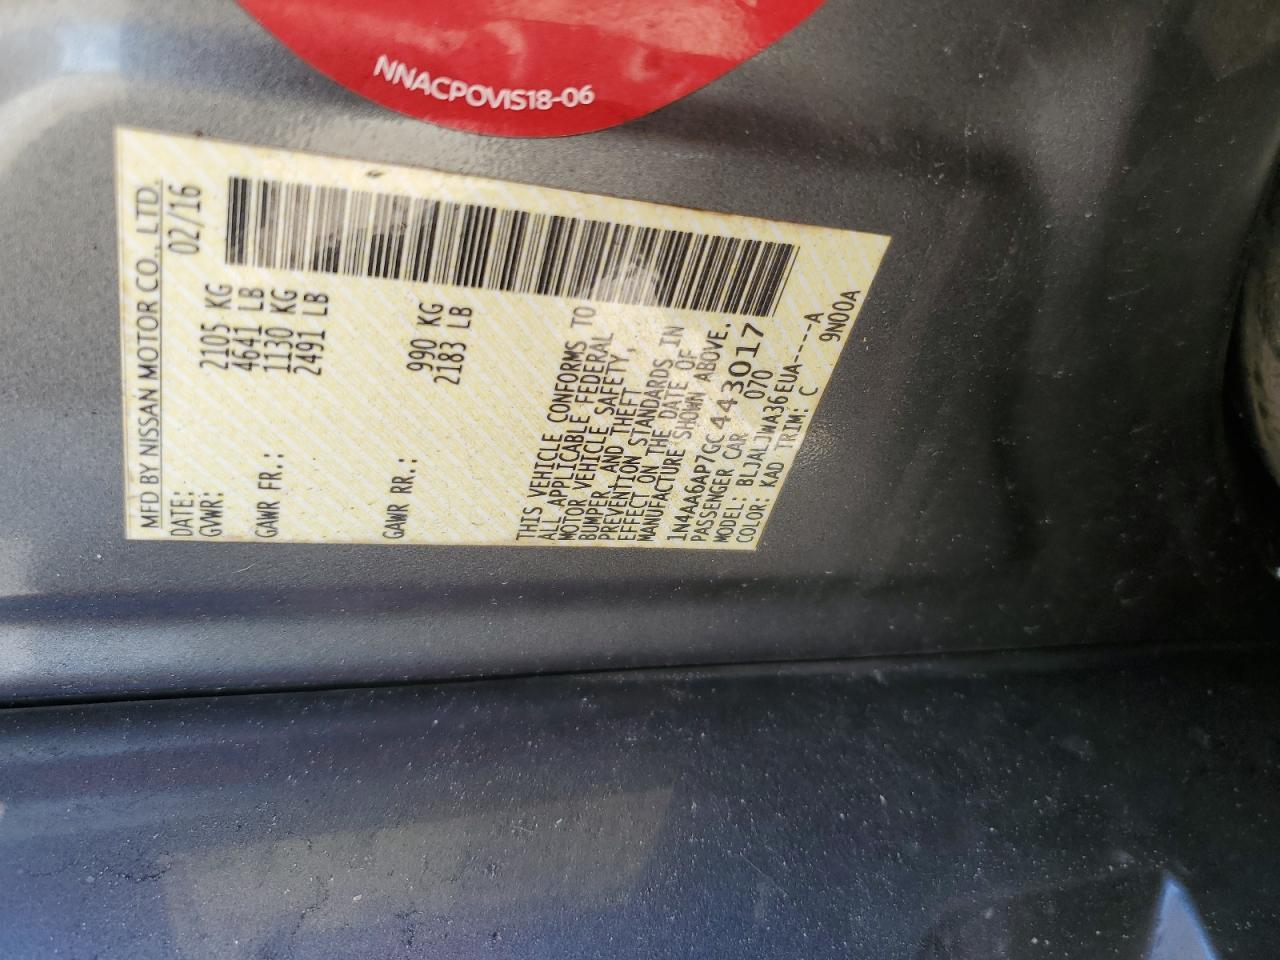 NNACPOVIS18-06
MFD BY NISSAN MOTOR CO., LTD.
DATE: 02/16
GVWR: 2105 KG
4641 LB
GAWR FR.: 1130 KG
2491 LB
GAWR RR.: 990 KG
2183 LB
THIS VEHICLE CONFORMS TO
ALL APPLICABLE FEDERAL
MOTOR VEHICLE SAFETY,
BUMPER, AND THEFT
PREVENTION STANDARDS IN
EFFECT ON THE DATE OF
MANUFACTURE SHOWN ABOVE.
1N4AA6AP7GC443017
PASSENGER CAR 070
MODEL: BLJALJWA36EUA-----A
COLOR: KAD TRIM: C 9N00A